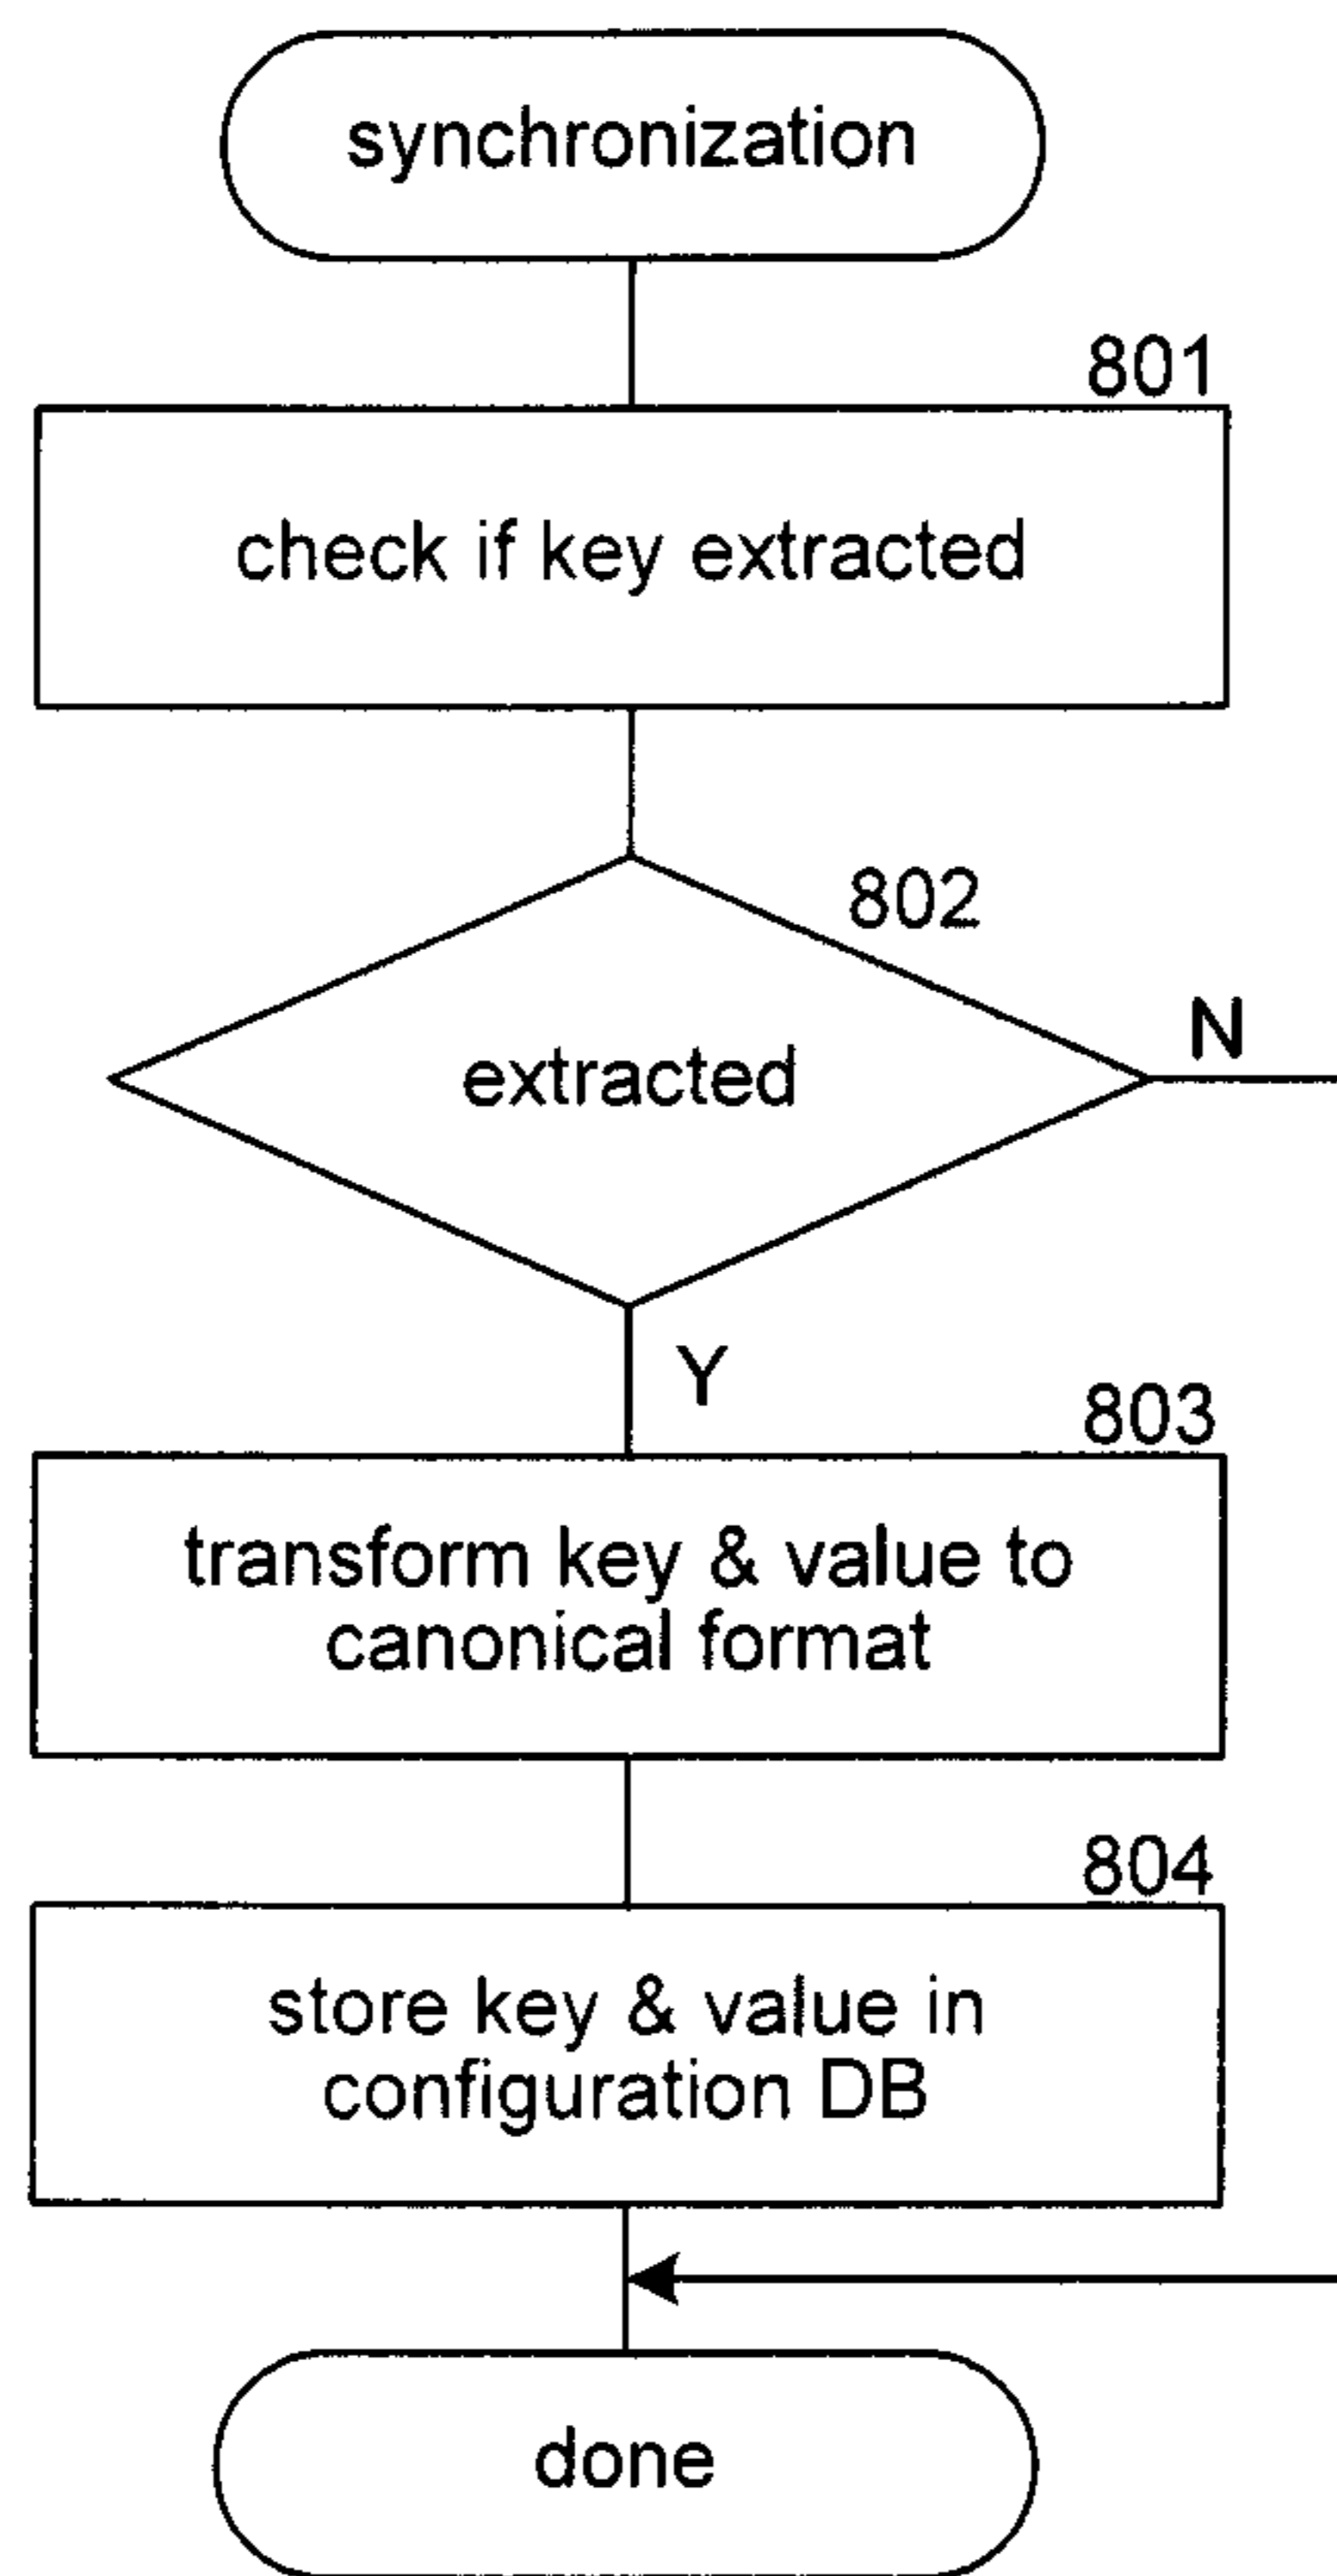 synchronization
801
check if key extracted
802
extracted
N
Y
803
transform key & value to
canonical format
804
store key & value in
configuration DB
done